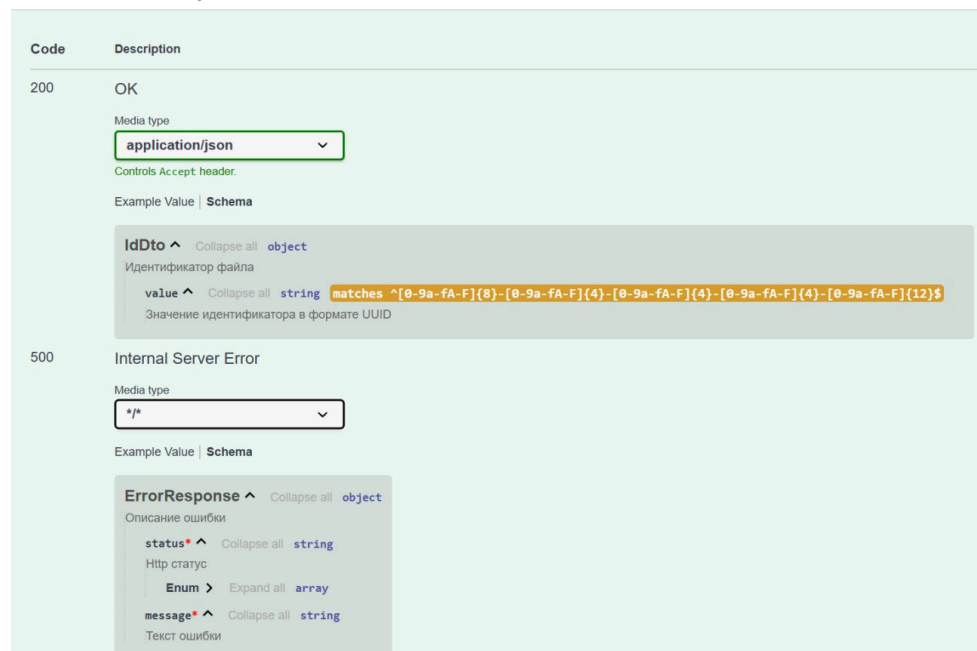 Code Description
200 OK
Media type
application/json
Controls Accept header.
Example Value | Schema
IdDto Collapse all object
Идентификатор файла
value Collapse all string matches ^[0-9a-fA-F]{8}-[0-9a-fA-F]{4}-[0-9a-fA-F]{4}-[0-9a-fA-F]{4}-[0-9a-fA-F]{12}$
Значение идентификатора в формате UUID
500 Internal Server Error
Media type
*/*
Example Value | Schema
ErrorResponse Collapse all object
Описание ошибки
status* Collapse all string
Http статус
Enum Expand all array
message* Collapse all string
Текст ошибки